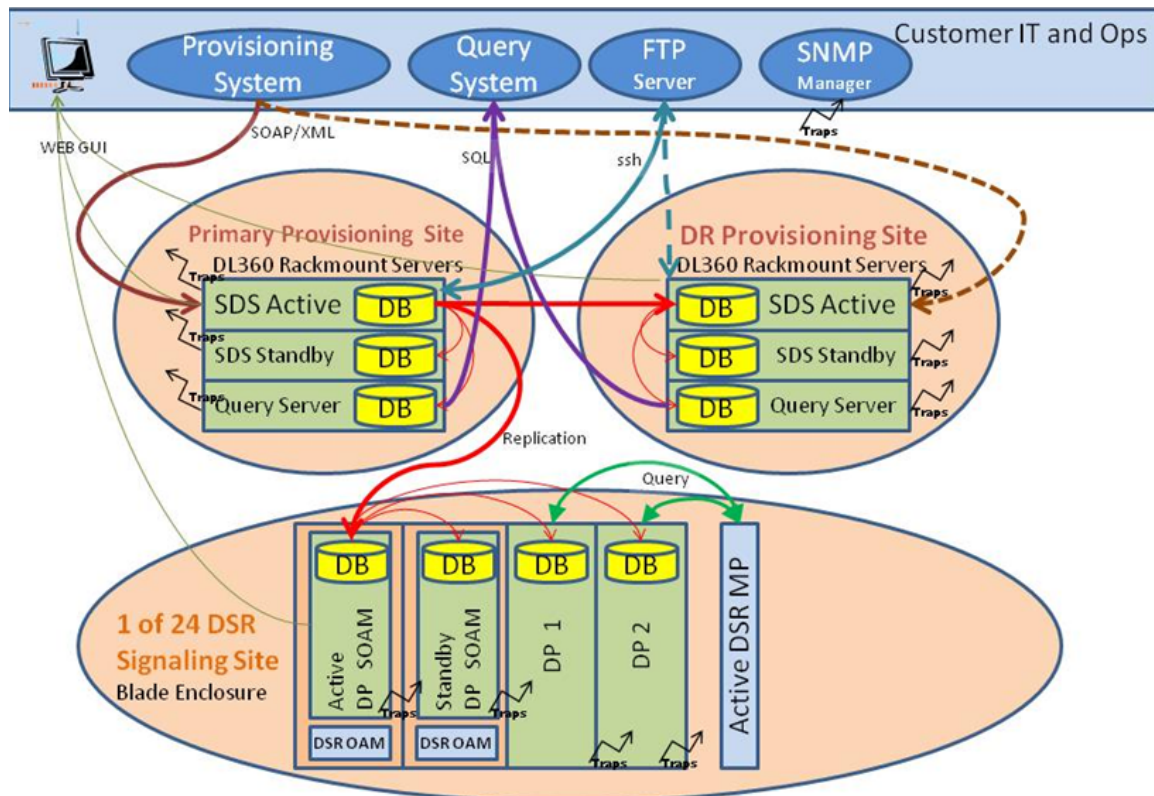 Customer IT and Ops
Provisioning
System
Query
System
FTP
Server
SNMP
Manager
Traps
WEB GUI
SOAP/XML
SQL
ssh
Primary Provisioning Site
DL360 Rackmount Servers
Traps
SDS Active
DB
Traps
SDS Standby
DB
Traps
Query Server
DB
DR Provisioning Site
DL360 Rackmount Servers
DB
SDS Active
Traps
DB
SDS Standby
Traps
DB
Query Server
Traps
Replication
Query
1 of 24 DSR
Signaling Site
Blade Enclosure
DB
Active
DP SOAM
Traps
DSR OAM
DB
Standby
DP SOAM
Traps
DSR OAM
DB
DP 1
Traps
DB
DP 2
Traps
Active DSR MP